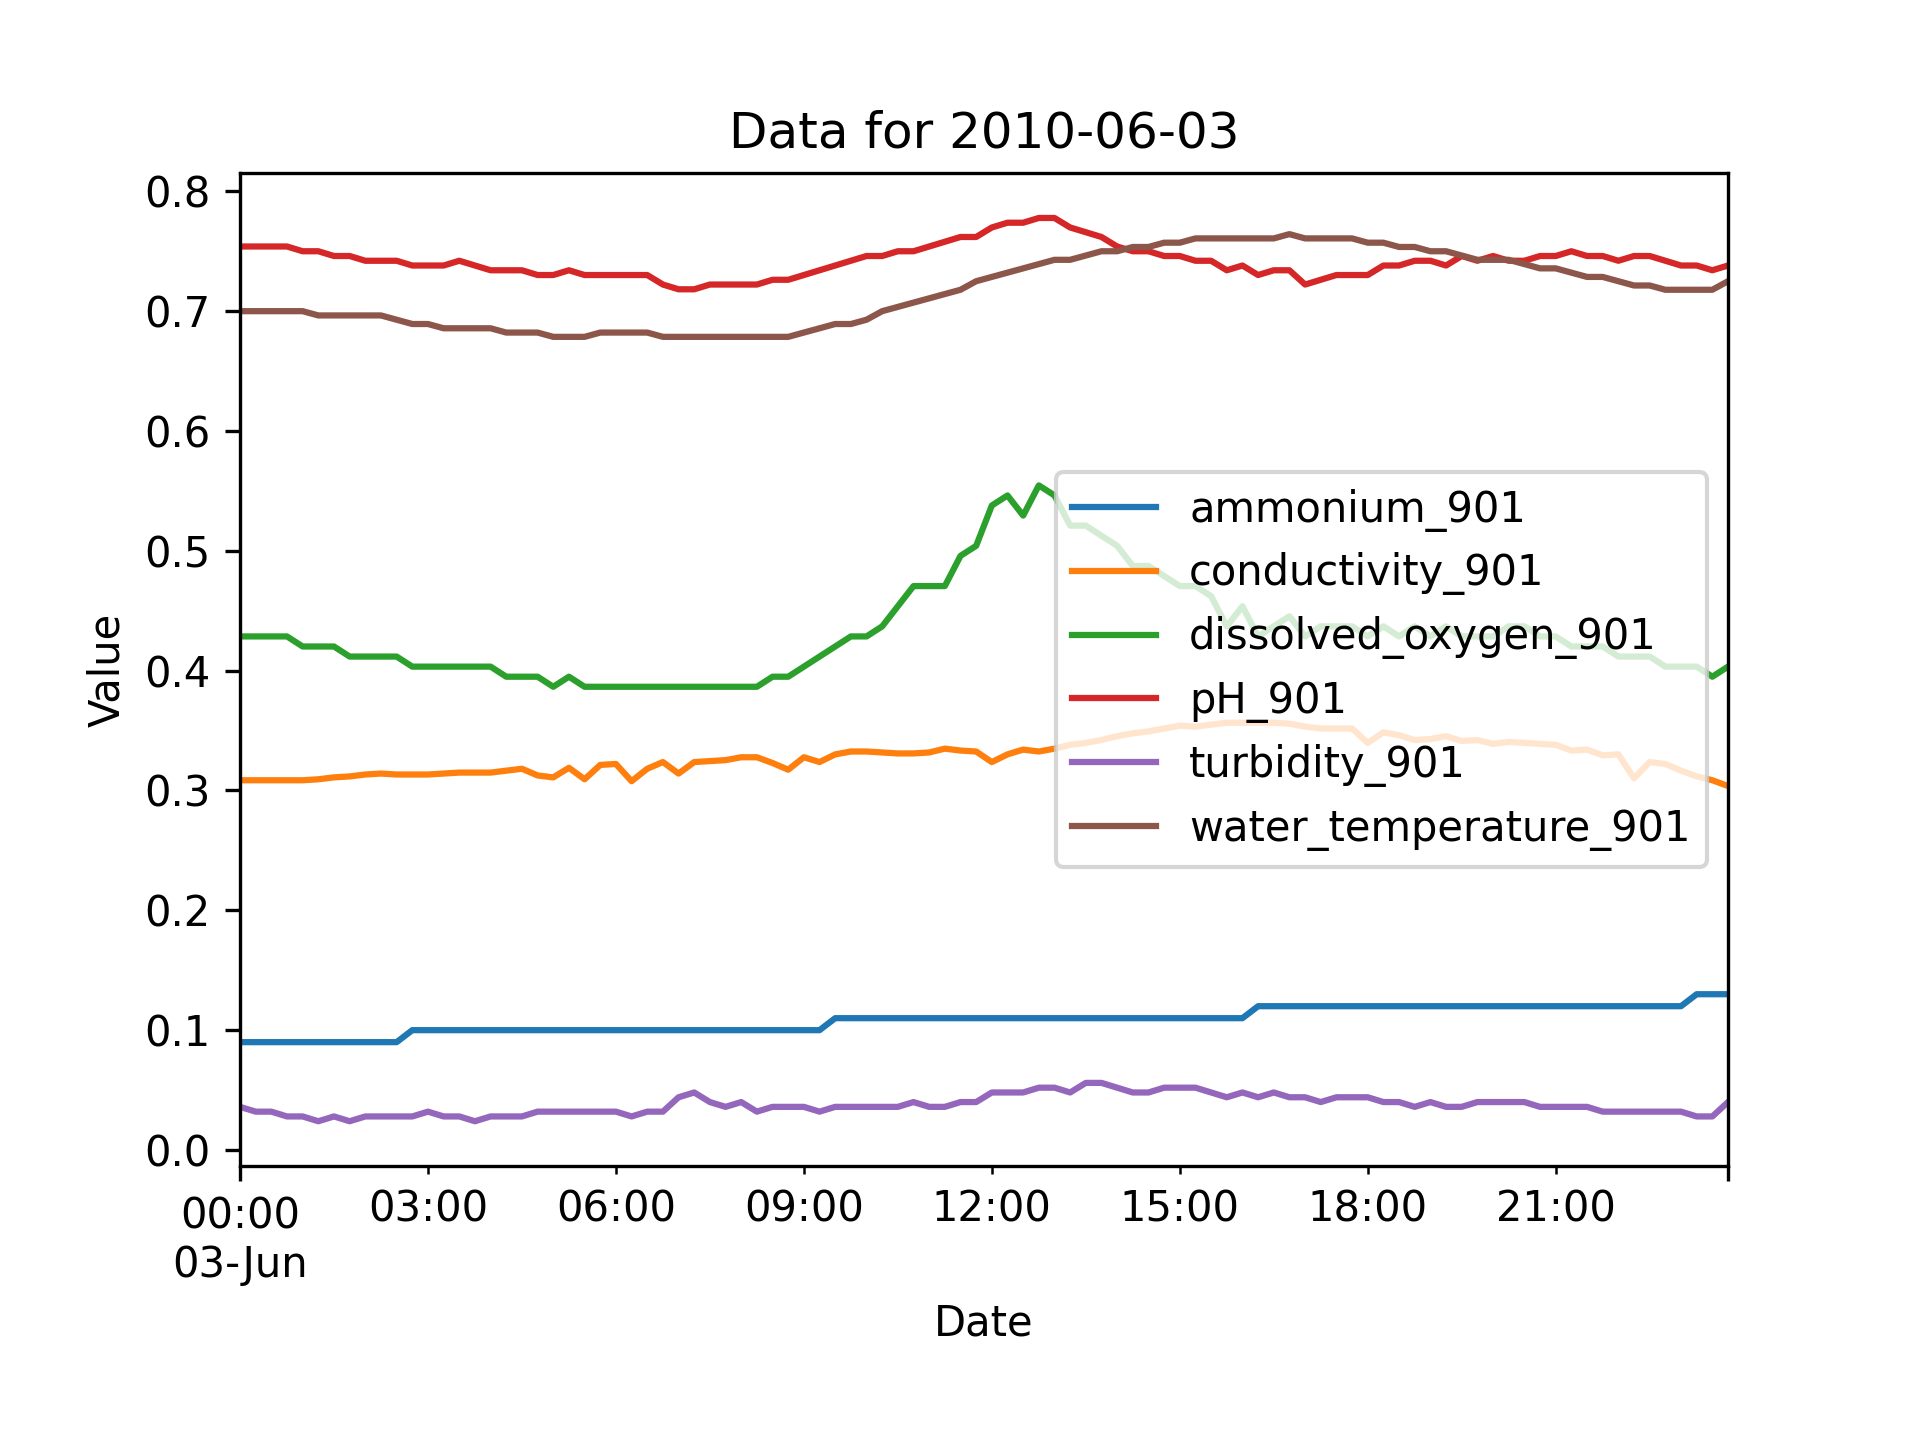 Data for 2010-06-03
Value
0.8
0.7
0.6
0.5
0.4
0.3
0.2
0.1
0.0
ammonium_901
conductivity_901
dissolved_oxygen_901
pH_901
turbidity_901
water_temperature_901
00:00 03:00 06:00 09:00 12:00 15:00 18:00 21:00
03-Jun
Date